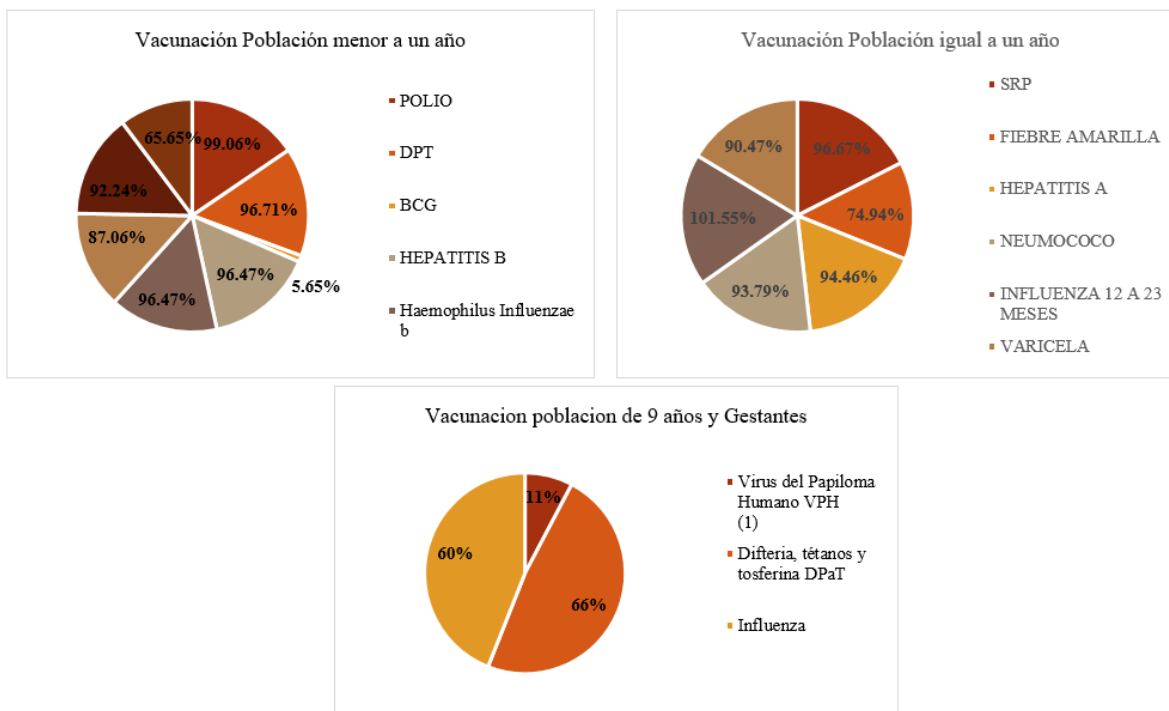 Vacunación Población menor a un año
65.65%
99.06%
92.24%
96.71%
87.06%
96.47%
96.47%
5.65%
POLIO
DPT
BCG
HEPATITIS B
Haemophilus Influenzae
b
Vacunación Población igual a un año
90.47%
96.67%
101.55%
74.94%
93.79%
94.46%
SRP
FIEBRE AMARILLA
HEPATITIS A
NEUMOCOCO
INFLUENZA 12 A 23
MESES
VARICELA
Vacunacion poblacion de 9 años y Gestantes
11%
60%
66%
Virus del Papiloma
Humano VPH
(1)
Difteria, tétanos y
tosferina DPaT
Influenza